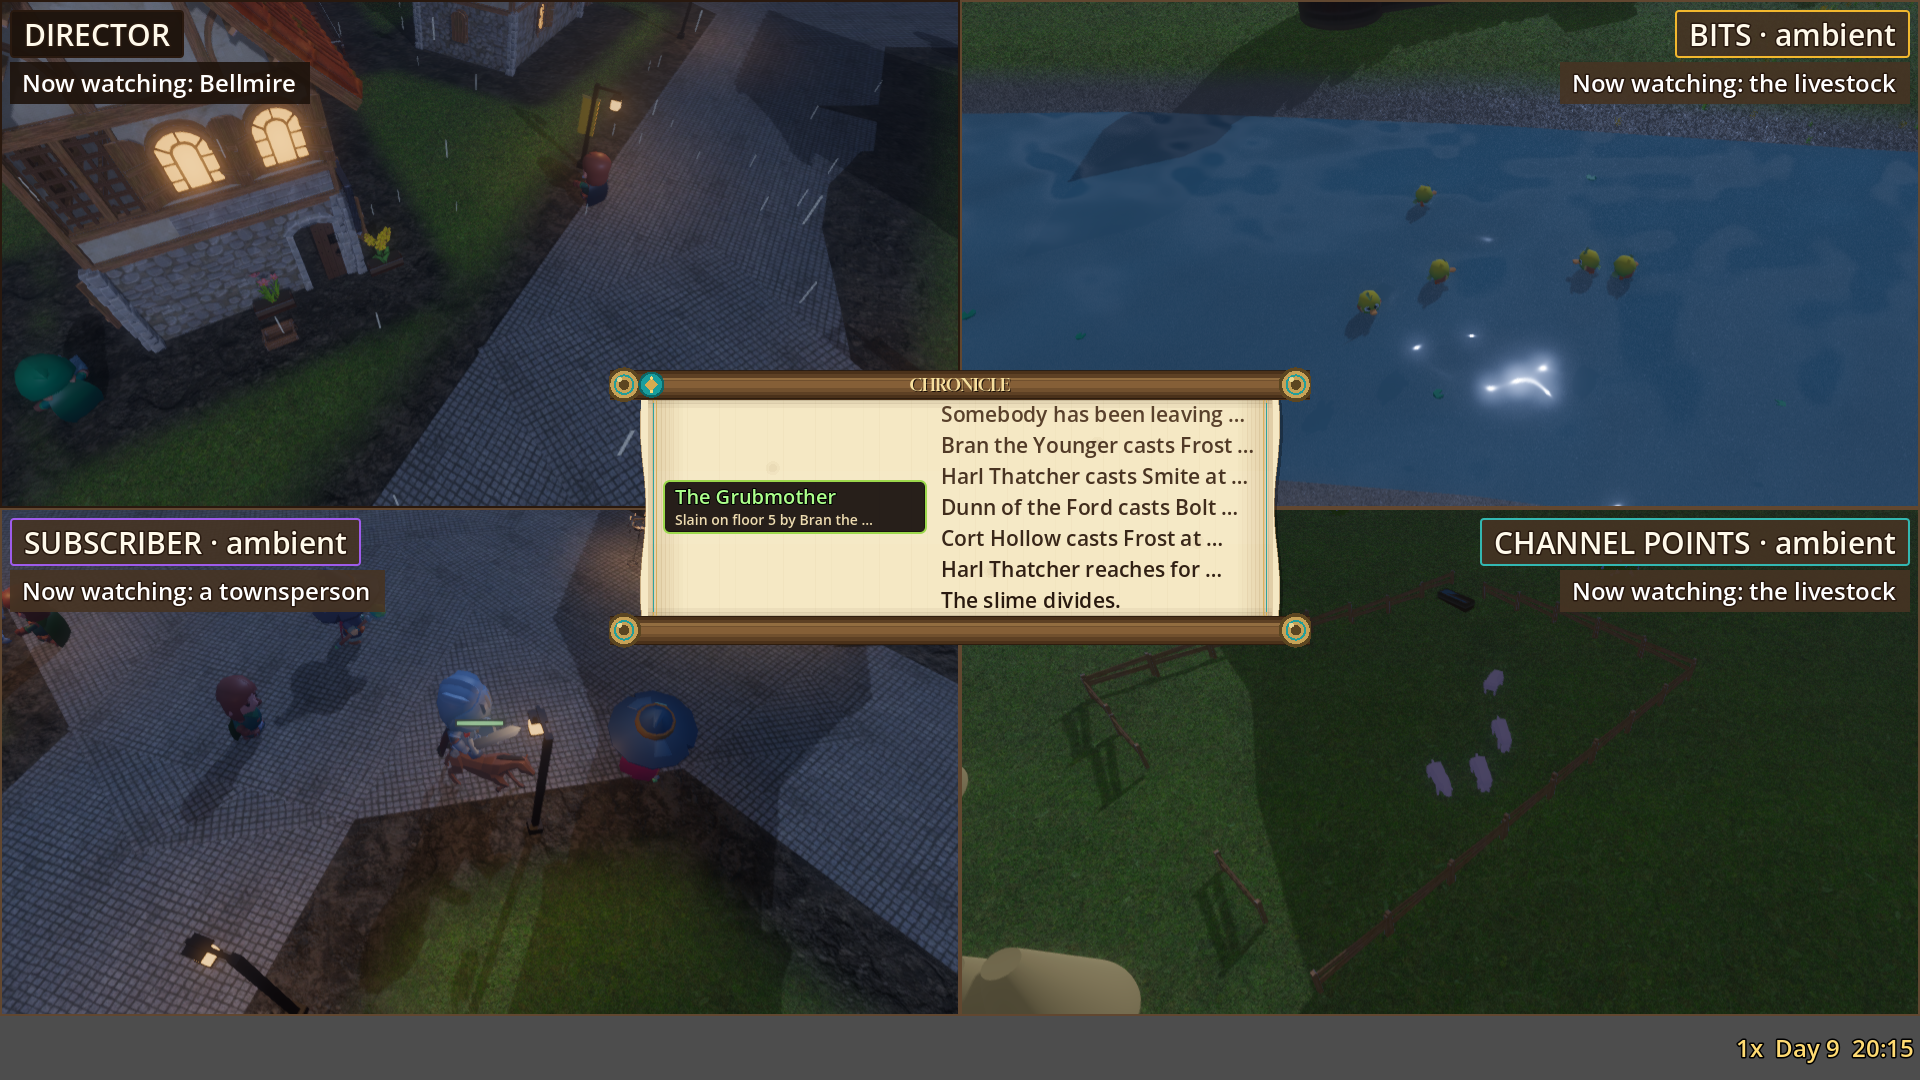 DIRECTOR
Now watching: Bellmire
BITS · ambient
Now watching: the livestock
CHRONICLE
The Grubmother
Slain on floor 5 by Bran the ...
Somebody has been leaving ...
Bran the Younger casts Frost ...
Harl Thatcher casts Smite at ...
Dunn of the Ford casts Bolt ...
Cort Hollow casts Frost at ...
Harl Thatcher reaches for ...
The slime divides.
SUBSCRIBER · ambient
Now watching: a townsperson
CHANNEL POINTS · ambient
Now watching: the livestock
1x Day 9 20:15